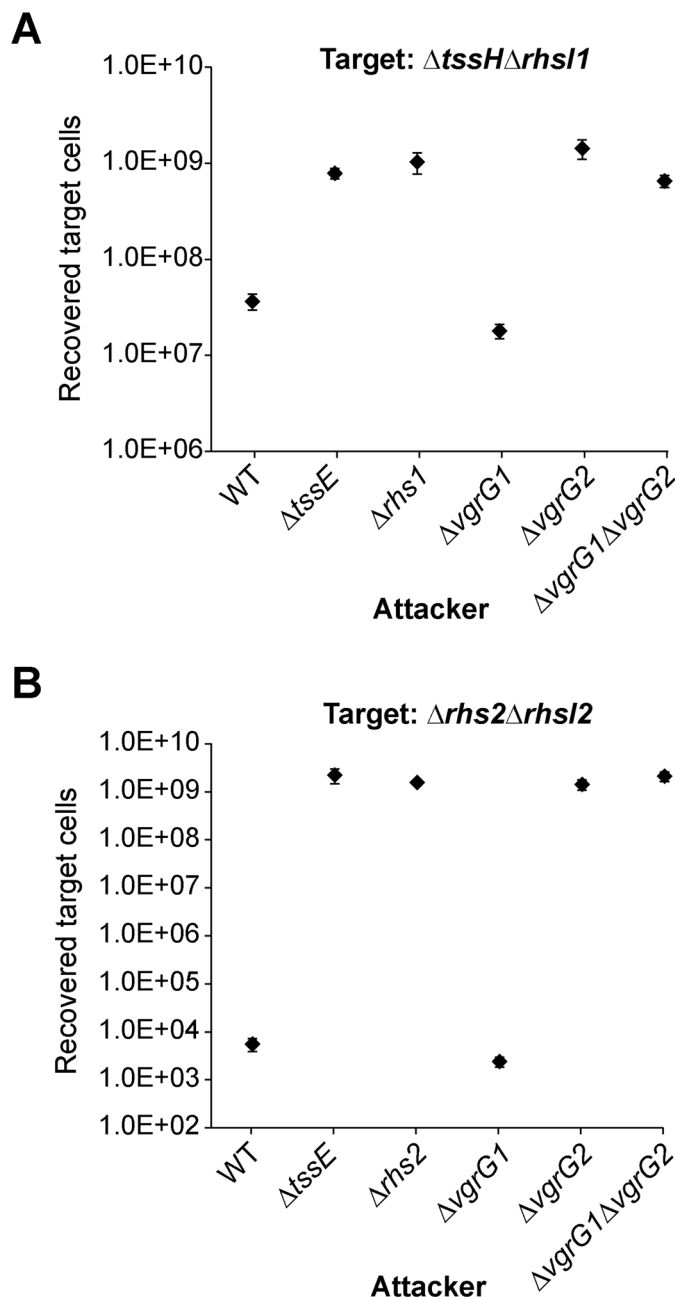 A
Target: ΔtssHΔrhsI1
Recovered target cells
1.0E+10
1.0E+09
1.0E+08
1.0E+07
1.0E+06
WT
ΔtssE
Δrhs1
ΔvgrG1
ΔvgrG2
ΔvgrG1ΔvgrG2
Attacker
B
Target: Δrhs2ΔrhsI2
Recovered target cells
1.0E+10
1.0E+09
1.0E+08
1.0E+07
1.0E+06
1.0E+05
1.0E+04
1.0E+03
1.0E+02
WT
ΔtssE
Δrhs2
ΔvgrG1
ΔvgrG2
ΔvgrG1ΔvgrG2
Attacker